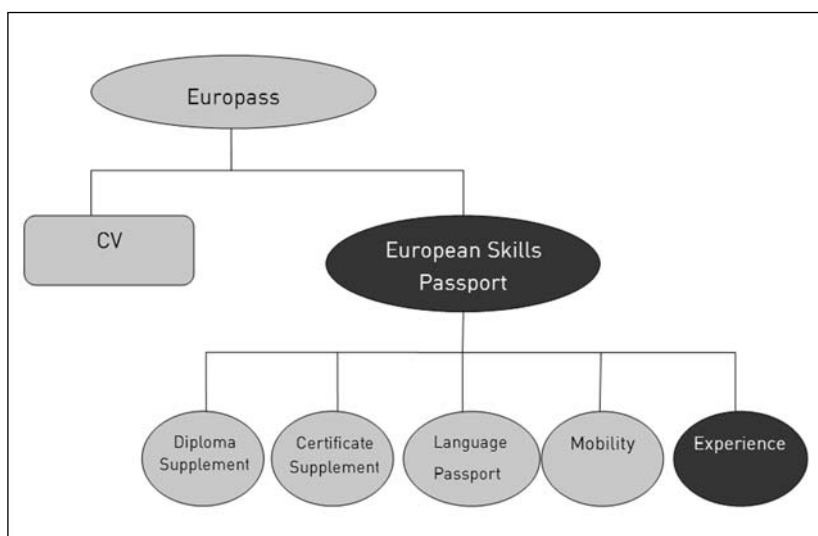 Europass
CV
European Skills
Passport
Diploma
Supplement
Certificate
Supplement
Language
Passport
Mobility
Experience